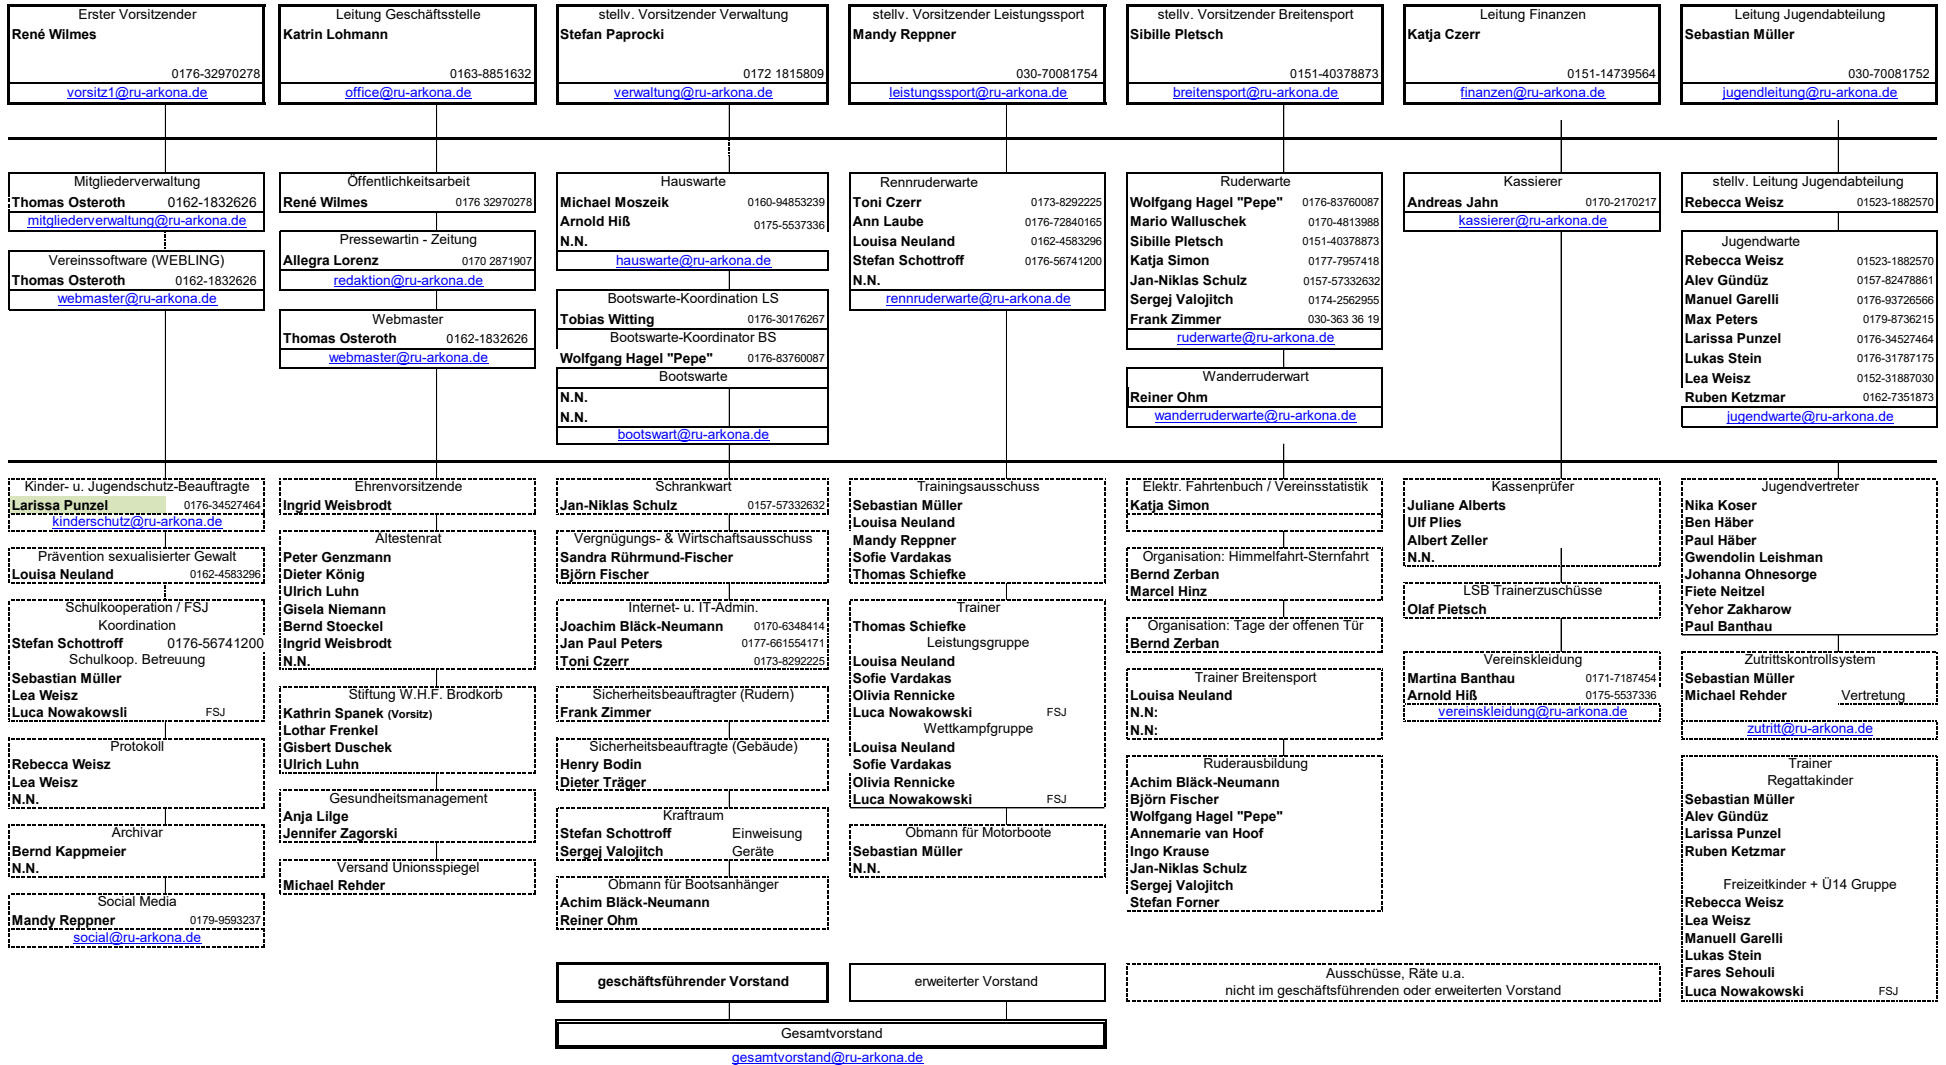 Erster Vorsitzender
René Wilmes
0176-32970278
vorsitz1@ru-arkona.de
Leitung Geschäftsstelle
Katrin Lohmann
0163-8851632
office@ru-arkona.de
stellv. Vorsitzender Verwaltung
Stefan Paprocki
0172 1815809
verwaltung@ru-arkona.de
stellv. Vorsitzender Leistungssport
Mandy Reppner
030-70081754
leistungssport@ru-arkona.de
stellv. Vorsitzender Breitensport
Sibille Pletsch
0151-40378873
breitensport@ru-arkona.de
Leitung Finanzen
Katja Czerr
0151-14739564
finanzen@ru-arkona.de
Leitung Jugendabteilung
Sebastian Müller
030-70081752
jugendleitung@ru-arkona.de
Mitgliederverwaltung
Thomas Osteroth 0162-1832626
mitgliederverwaltung@ru-arkona.de
Vereinssoftware (WEBLING)
Thomas Osteroth 0162-1832626
webmaster@ru-arkona.de
Öffentlichkeitsarbeit
René Wilmes 0176 32970278
Pressewartin - Zeitung
Allegra Lorenz 0170 2871907
redaktion@ru-arkona.de
Webmaster
Thomas Osteroth 0162-1832626
webmaster@ru-arkona.de
Hauswarte
Michael Moszeik 0160-94853239
Arnold Hiß 0175-5537336
N.N.
hauswarte@ru-arkona.de
Bootswarte-Koordination LS
Tobias Witting 0176-30176267
Bootswarte-Koordinator BS
Wolfgang Hagel "Pepe" 0176-83760087
Bootswarte
N.N.
N.N.
bootswart@ru-arkona.de
Rennruderwarte
Toni Czerr 0173-8292225
Ann Laube 0176-72840165
Louisa Neuland 0162-4583296
Stefan Schottroff 0176-56741200
N.N.
rennruderwarte@ru-arkona.de
Ruderwarte
Wolfgang Hagel "Pepe" 0176-83760087
Mario Walluschek 0170-4813988
Sibille Pletsch 0151-40378873
Katja Simon 0177-7957418
Jan-Niklas Schulz 0157-57332632
Sergej Valojitch 0174-2562955
Frank Zimmer 030-363 36 19
ruderwarte@ru-arkona.de
Wanderruderwart
Reiner Ohm
wanderruderwarte@ru-arkona.de
Kassierer
Andreas Jahn 0170-2170217
kassierer@ru-arkona.de
stellv. Leitung Jugendabteilung
Rebecca Weisz 01523-1882570
Jugendwarte
Rebecca Weisz 01523-1882570
Alev Gündüz 0157-82478861
Manuel Garelli 0176-93726566
Max Peters 0179-8736215
Larissa Punzel 0176-34527464
Lukas Stein 0176-31787175
Lea Weisz 0152-31887030
Ruben Ketzmar 0162-7351873
jugendwarte@ru-arkona.de
Kinder- u. Jugendschutz-Beauftragte
Larissa Punzel 0176-34527464
kinderschutz@ru-arkona.de
Prävention sexualisierter Gewalt
Louisa Neuland 0162-4583296
Schulkooperation / FSJ
Koordination
Stefan Schottroff 0176-56741200
Schulkoop. Betreuung
Sebastian Müller
Lea Weisz
Luca Nowakowsli FSJ
Protokoll
Rebecca Weisz
Lea Weisz
N.N.
Archivar
Bernd Kappmeier
N.N.
Social Media
Mandy Reppner 0179-9593237
social@ru-arkona.de
Ehrenvorsitzende
Ingrid Weisbrodt
Ältestenrat
Peter Genzmann
Dieter König
Ulrich Luhn
Gisela Niemann
Bernd Stoeckel
Ingrid Weisbrodt
N.N.
Stiftung W.H.F. Brodkorb
Kathrin Spanek (Vorsitz)
Lothar Frenkel
Gisbert Duschek
Ulrich Luhn
Gesundheitsmanagement
Anja Lilge
Jennifer Zagorski
Versand Unionsspiegel
Michael Rehder
Schrankwart
Jan-Niklas Schulz 0157-57332632
Vergnügungs- & Wirtschaftsausschuss
Sandra Rührmund-Fischer
Björn Fischer
Internet- u. IT-Admin.
Joachim Bläck-Neumann 0170-6348414
Jan Paul Peters 0177-661554171
Toni Czerr 0173-8292225
Sicherheitsbeauftragter (Rudern)
Frank Zimmer
Sicherheitsbeauftragte (Gebäude)
Henry Bodin
Dieter Träger
Kraftraum
Stefan Schottroff Einweisung
Sergej Valojitch Geräte
Obmann für Bootsanhänger
Achim Bläck-Neumann
Reiner Ohm
Trainingsausschuss
Sebastian Müller
Louisa Neuland
Mandy Reppner
Sofie Vardakas
Thomas Schiefke
Trainer
Thomas Schiefke
Leistungsgruppe
Louisa Neuland
Sofie Vardakas
Olivia Rennicke
Luca Nowakowski FSJ
Wettkampfgruppe
Louisa Neuland
Sofie Vardakas
Olivia Rennicke
Luca Nowakowski FSJ
Obmann für Motorboote
Sebastian Müller
N.N.
Elektr. Fahrtenbuch / Vereinsstatistik
Katja Simon
Organisation: Himmelfahrt-Sternfahrt
Bernd Zerban
Marcel Hinz
Organisation: Tage der offenen Tür
Bernd Zerban
Trainer Breitensport
Louisa Neuland
N.N:
N.N:
Ruderausbildung
Achim Bläck-Neumann
Björn Fischer
Wolfgang Hagel "Pepe"
Annemarie van Hoof
Ingo Krause
Jan-Niklas Schulz
Sergej Valojitch
Stefan Forner
Kassenprüfer
Juliane Alberts
Ulf Plies
Albert Zeller
N.N.
LSB Trainerzuschüsse
Olaf Pietsch
Vereinskleidung
Martina Banthau 0171-7187454
Arnold Hiß 0175-5537336
vereinskleidung@ru-arkona.de
Jugendvertreter
Nika Koser
Ben Häber
Paul Häber
Gwendolin Leishman
Johanna Ohnesorge
Fiete Neitzel
Yehor Zakharow
Paul Banthau
Zutrittskontrollsystem
Sebastian Müller
Michael Rehder Vertretung
zutritt@ru-arkona.de
Trainer
Regattakinder
Sebastian Müller
Alev Gündüz
Larissa Punzel
Ruben Ketzmar
Freizeitkinder + Ü14 Gruppe
Rebecca Weisz
Lea Weisz
Manuell Garelli
Lukas Stein
Fares Sehouli
Luca Nowakowski FSJ
geschäftsführender Vorstand
erweiterter Vorstand
Ausschüsse, Räte u.a.
nicht im geschäftsführenden oder erweiterten Vorstand
Gesamtvorstand
gesamtvorstand@ru-arkona.de